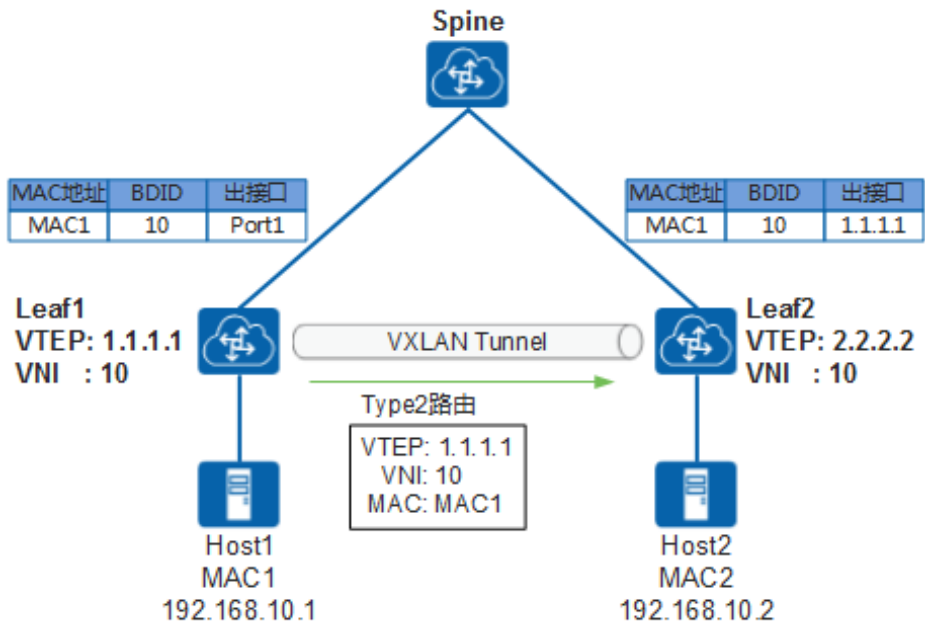 Spine
MAC地址 BDID 出接口
MAC1 10 Port1
MAC地址 BDID 出接口
MAC1 10 1.1.1.1
Leaf1
VTEP: 1.1.1.1
VNI : 10
VXLAN Tunnel
Leaf2
VTEP: 2.2.2.2
VNI : 10
Type2路由
VTEP: 1.1.1.1
VNI: 10
MAC: MAC1
Host1
MAC1
192.168.10.1
Host2
MAC2
192.168.10.2